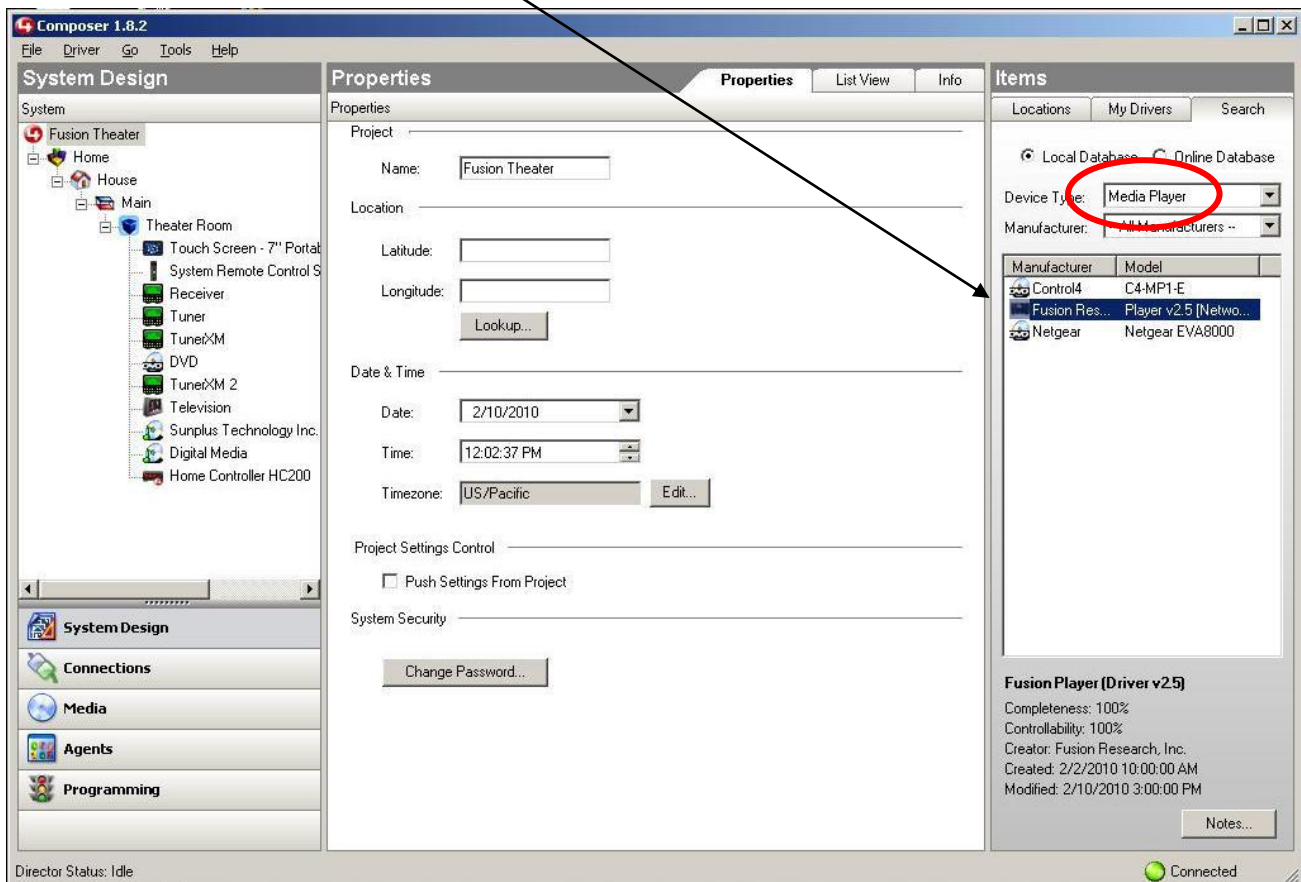 Composer 1.8.2
File Driver Go Tools Help
System Design
System
Fusion Theater
Home
House
Main
Theater Room
Touch Screen - 7" Portab
System Remote Control S
Receiver
Tuner
TunerXM
DVD
TunerXM 2
Television
Sunplus Technology Inc.
Digital Media
Home Controller HC200
System Design
Connections
Media
Agents
Programming
Properties
Properties List View Info
Properties
Project
Name: Fusion Theater
Location
Latitude:
Longitude:
Lookup...
Date & Time
Date: 2/10/2010
Time: 12:02:37 PM
Timezone: US/Pacific Edit...
Project Settings Control
Push Settings From Project
System Security
Change Password...
Items
Locations My Drivers Search
Local Database Online Database
Device Type: Media Player
Manufacturer: -- All Manufacturers --
Manufacturer Model
Control4 C4-MP1-E
Fusion Res... Player v2.5 [Netwo...
Netgear Netgear EVA8000
Fusion Player (Driver v2.5)
Completeness: 100%
Controllability: 100%
Creator: Fusion Research, Inc.
Created: 2/2/2010 10:00:00 AM
Modified: 2/10/2010 3:00:00 PM
Notes...
Director Status: Idle
Connected